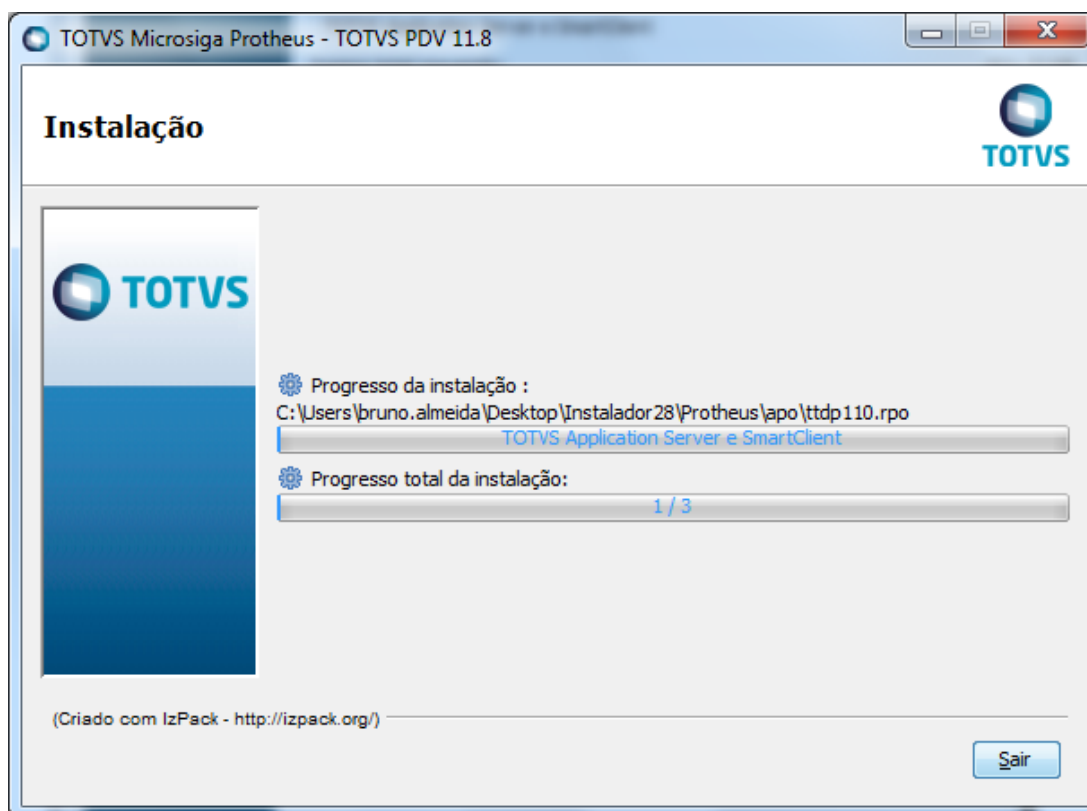 TOTVS Microsiga Protheus - TOTVS PDV 11.8
Instalação
TOTVS
TOTVS
Progresso da instalação :
C:\Users\bruno.almeida\Desktop\Instalador28\Protheus\apo\ttdp110.rpo
TOTVS Application Server e SmartClient
Progresso total da instalação:
1 / 3
(Criado com IzPack - http://izpack.org/)
Sair